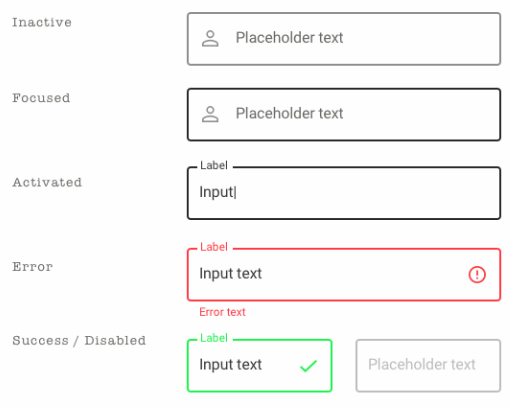 Inactive
Placeholder text
Focused
Placeholder text
Label
Activated
Input
Label
Error
Input text
Error text
Success / Disabled
Label
Input text
Placeholder text